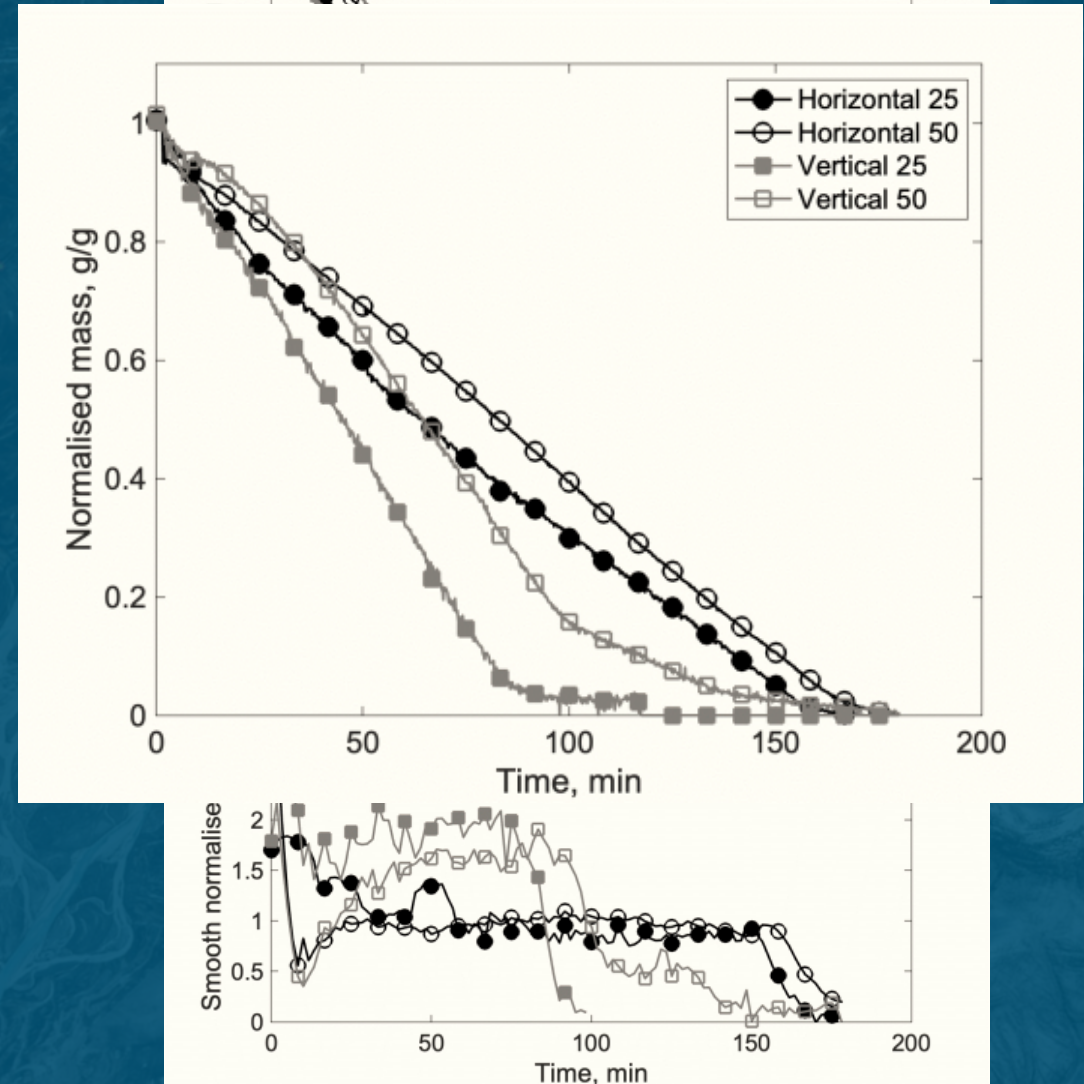 Horizontal 25
Horizontal 50
Vertical 25
Vertical 50
1
0.8
0.6
0.4
0.2
0
Normalised mass, g/g
0 50 100 150 200
Time, min
Smooth normalise
2
1.5
1
0.5
0
0 50 100 150 200
Time, min